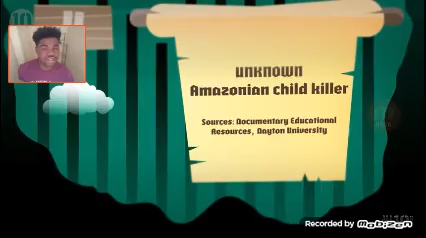 unknown
Amazonian child killer
Sources: Documentary Educational
Resources, Dayton University
Recorded by Mobizen